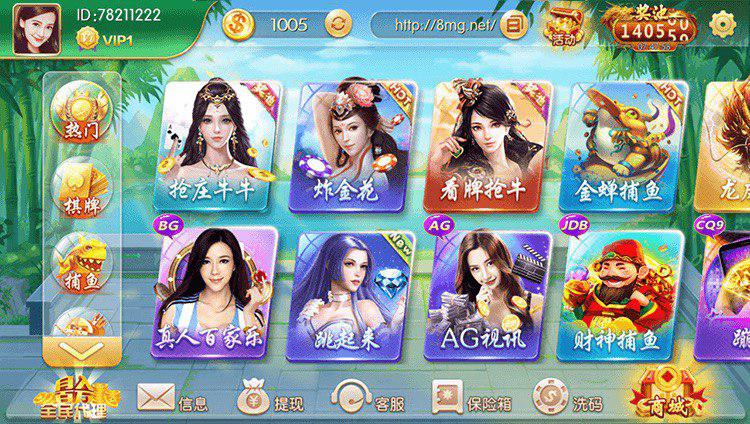 ID:78211222
VIP1
1005
http://8mg.net/
活动
奖池
热门
棋牌
捕鱼
抢庄牛牛
炸金花
HOT
看牌抢牛
金蝉捕鱼
HOT
BG
真人百家乐
跳起来
New
AG
AG视讯
JDB
财神捕鱼
CQ9
全民代理
信息
提现
客服
保险箱
洗码
商城